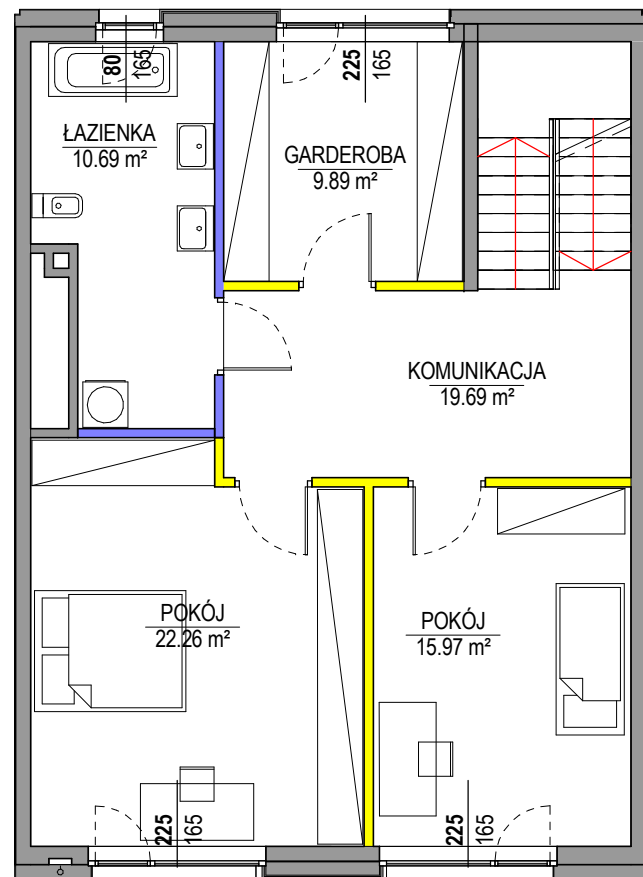 80
165
225
165
ŁAZIENKA
10.69 m²
GARDEROBA
9.89 m²
KOMUNIKACJA
19.69 m²
POKÓJ
22.26 m²
POKÓJ
15.97 m²
225
165
225
165